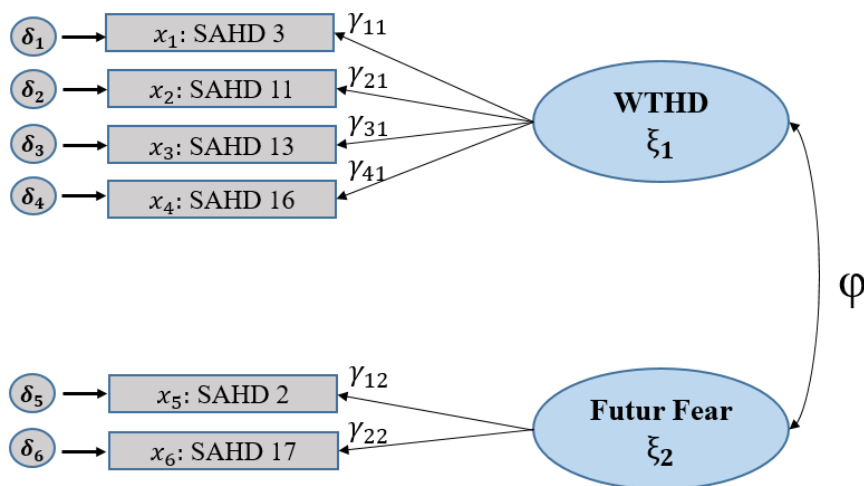 δ₁ x₁: SAHD 3 γ₁₁
δ₂ x₂: SAHD 11 γ₂₁
δ₃ x₃: SAHD 13 γ₃₁
δ₄ x₄: SAHD 16 γ₄₁
WTHD
ξ₁
φ
δ₅ x₅: SAHD 2 γ₁₂
δ₆ x₆: SAHD 17 γ₂₂
Futur Fear
ξ₂